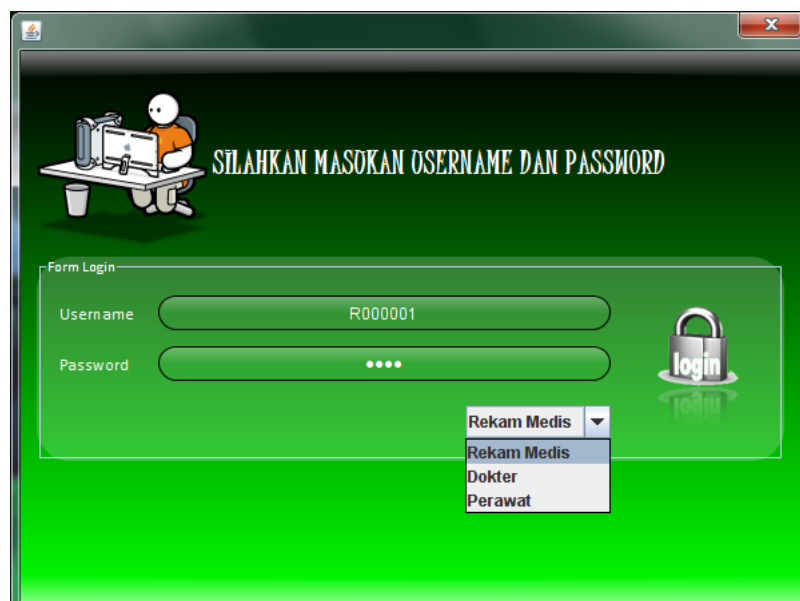 SILAHKAN MASUKAN USERNAME DAN PASSWORD
Form Login
Username
R000001
Password
••••
login
Rekam Medis
Rekam Medis
Dokter
Perawat